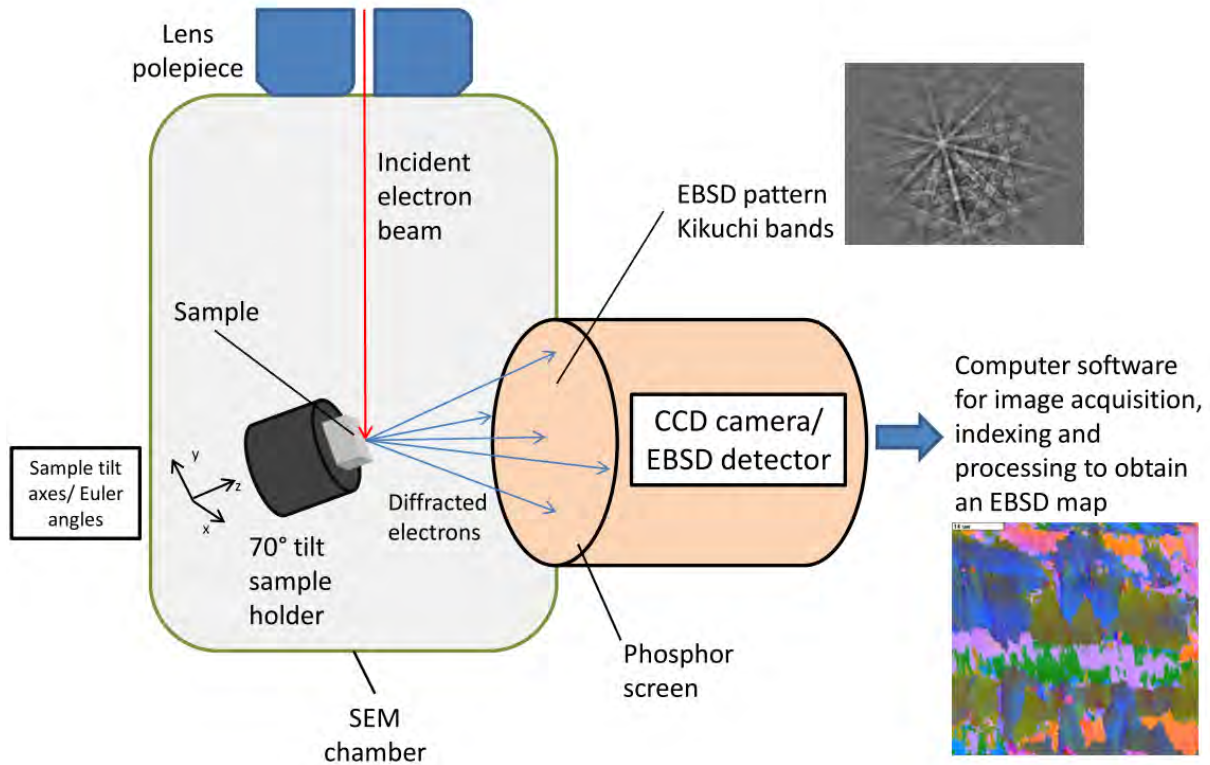 Lens
polepiece
Incident
electron
beam
EBSD pattern
Kikuchi bands
Sample
Sample tilt
axes/ Euler
angles
y
z
x
70° tilt
sample
holder
Diffracted
electrons
CCD camera/
EBSD detector
Computer software
for image acquisition,
indexing and
processing to obtain
an EBSD map
Phosphor
screen
SEM
chamber